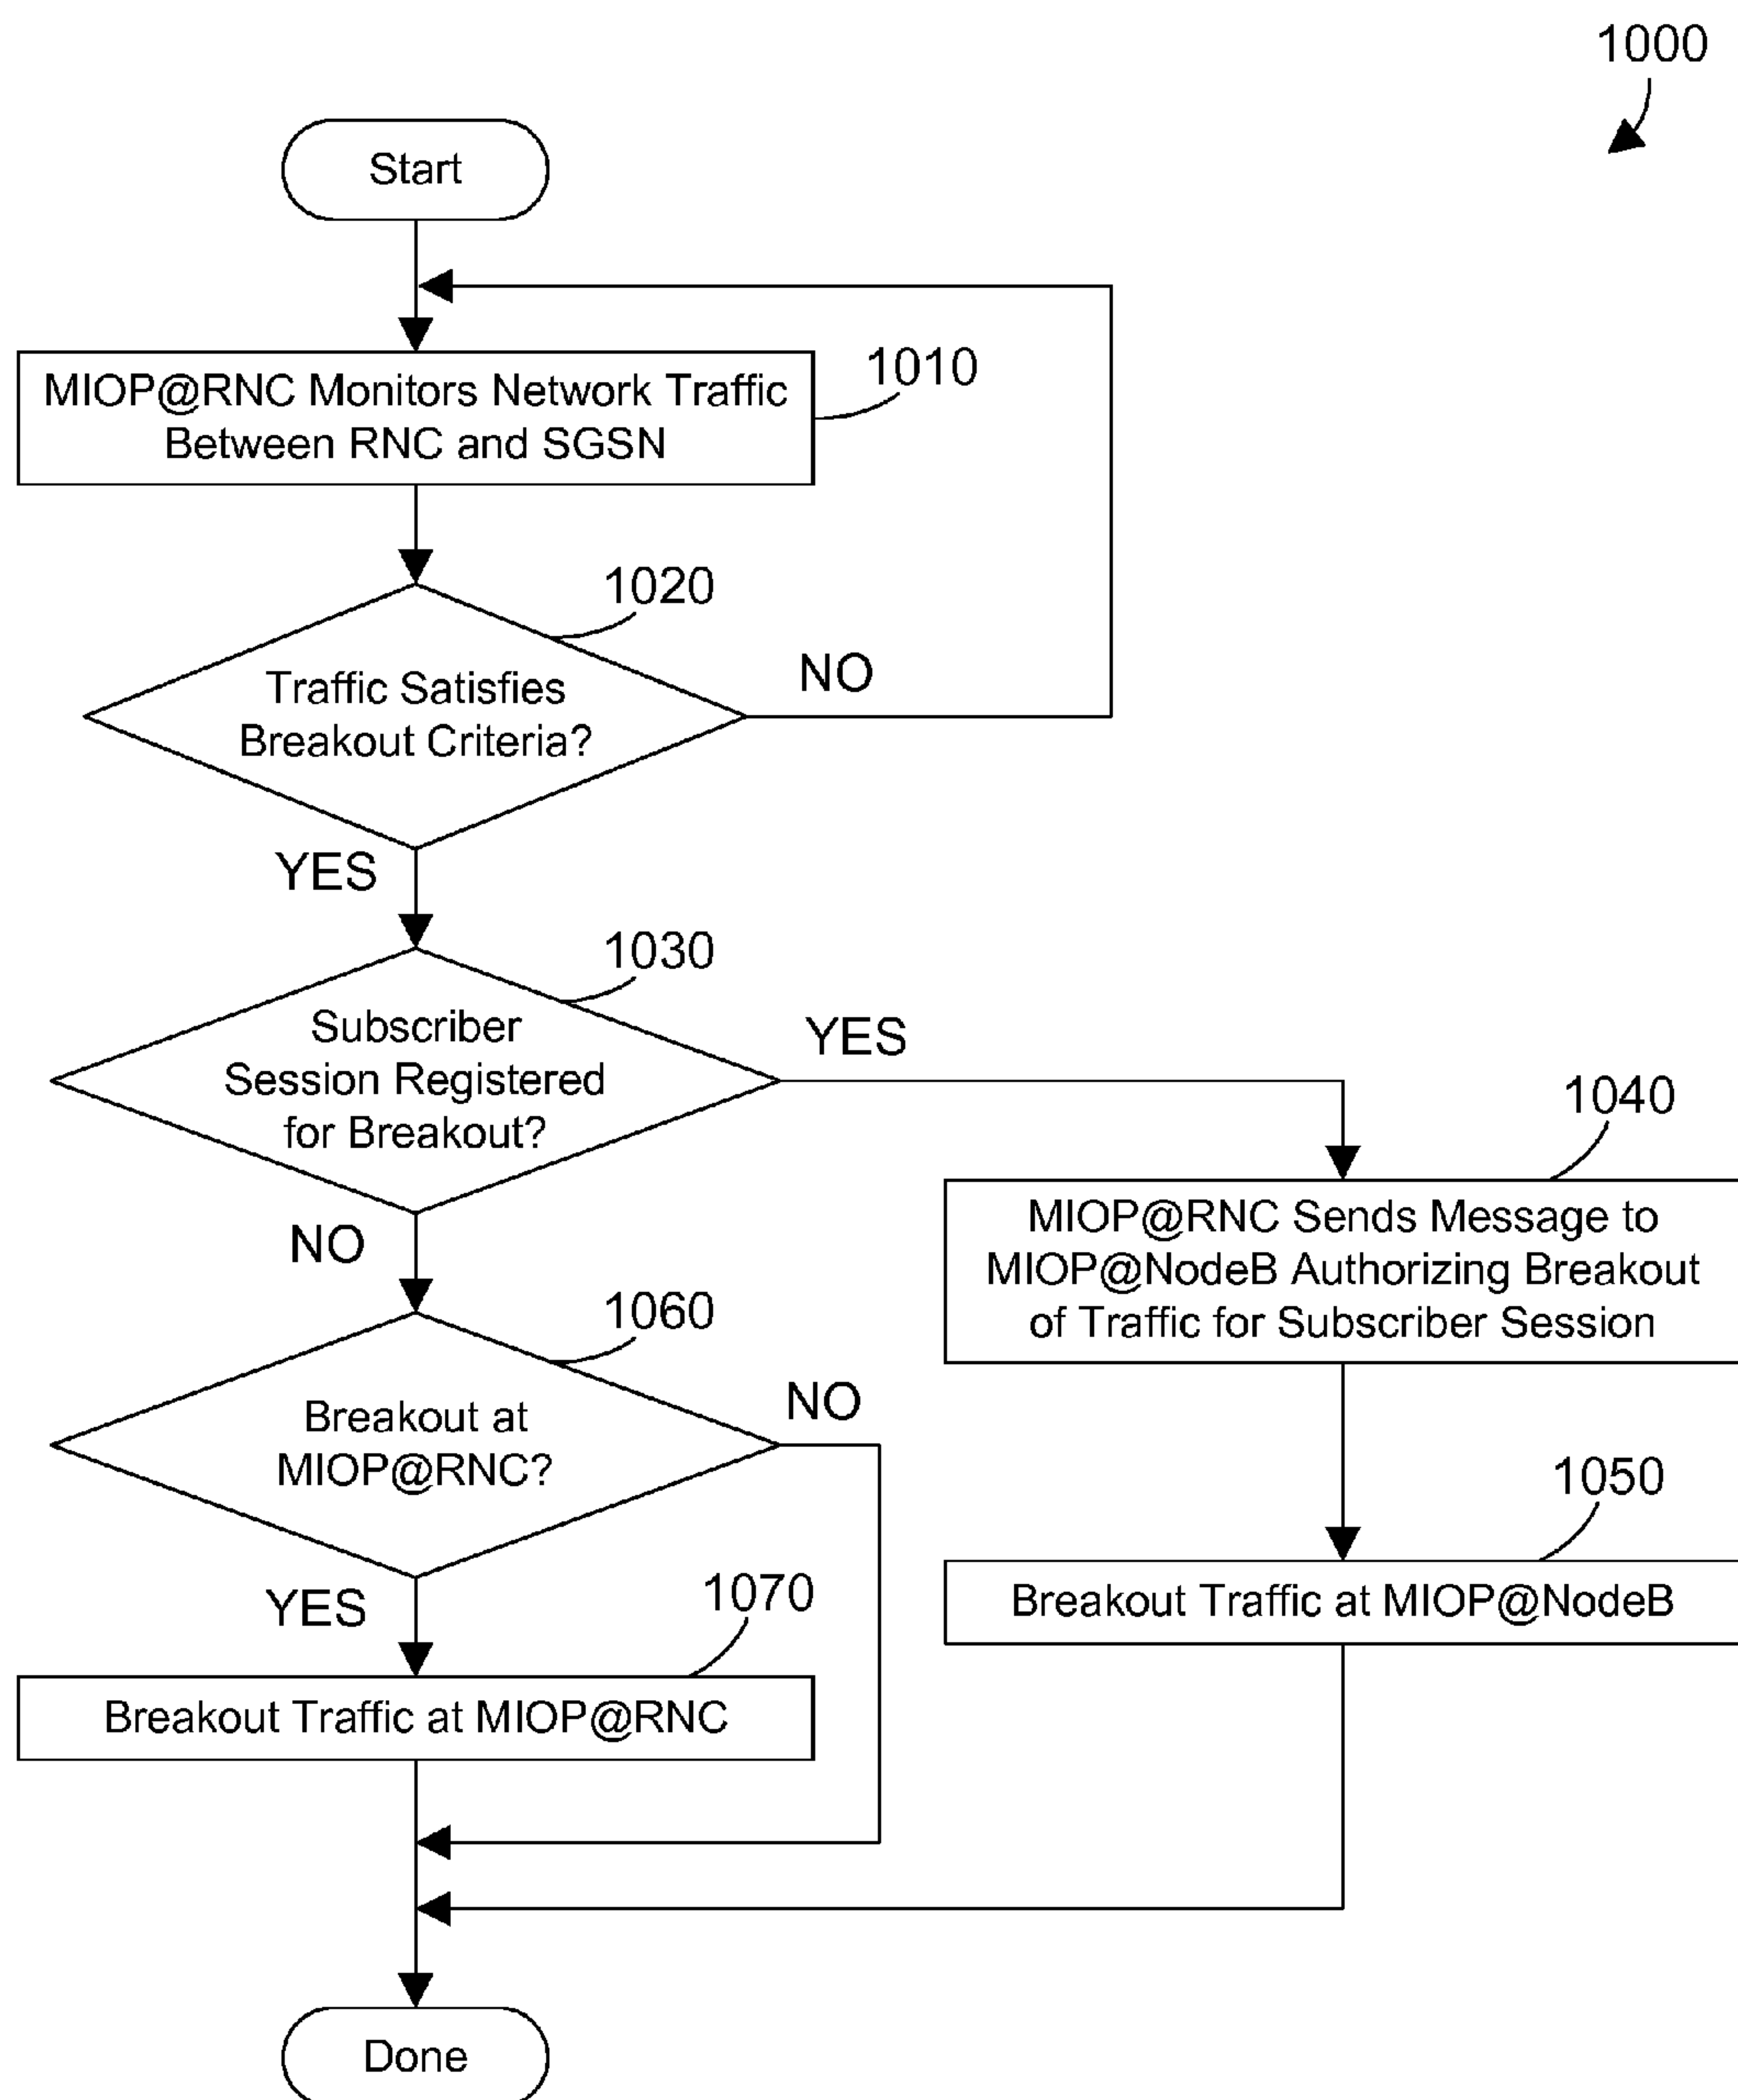 1000
Start
MIOP@RNC Monitors Network Traffic
Between RNC and SGSN
1010
1020
Traffic Satisfies
Breakout Criteria?
NO
YES
1030
Subscriber
Session Registered
for Breakout?
YES
NO
1040
MIOP@RNC Sends Message to
MIOP@NodeB Authorizing Breakout
of Traffic for Subscriber Session
1060
Breakout at
MIOP@RNC?
NO
YES
1050
Breakout Traffic at MIOP@NodeB
1070
Breakout Traffic at MIOP@RNC
Done